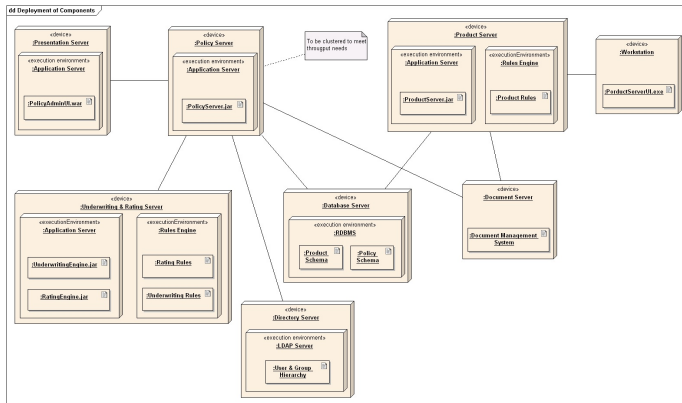 dd Deployment of Components
«device»
:Presentation Server
«execution environment»
:Application Server
:PolicyAdminUI.war
«device»
:Policy Server
«execution environment»
:Application Server
:PolicyServer.jar
To be clustered to meet
througput needs
«device»
:Product Server
«execution environment»
:Application Server
:ProductServer.jar
«executionEnvironment»
:Rules Engine
:Product Rules
«device»
:Workstation
:PorductServerUI.exe
«device»
:Underwriting & Rating Server
«executionEnvironment»
:Application Server
:UnderwritingEngine.jar
:RatingEngine.jar
«executionEnvironment»
:Rules Engine
:Rating Rules
:Underwriting Rules
«device»
:Database Server
«execution environment»
:RDBMS
:Product
Schema
:Policy
Schema
«device»
:Document Server
:Document Management
System
«device»
:Directory Server
«execution environment»
:LDAP Server
:User & Group
Hierarchy